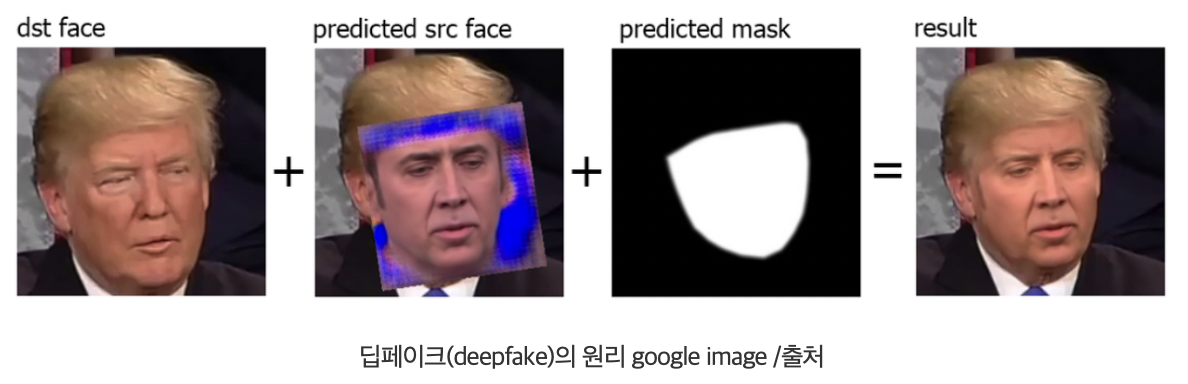 dst face predicted src face predicted mask result
+ + =
딥페이크(deepfake)의 원리 google image /출처